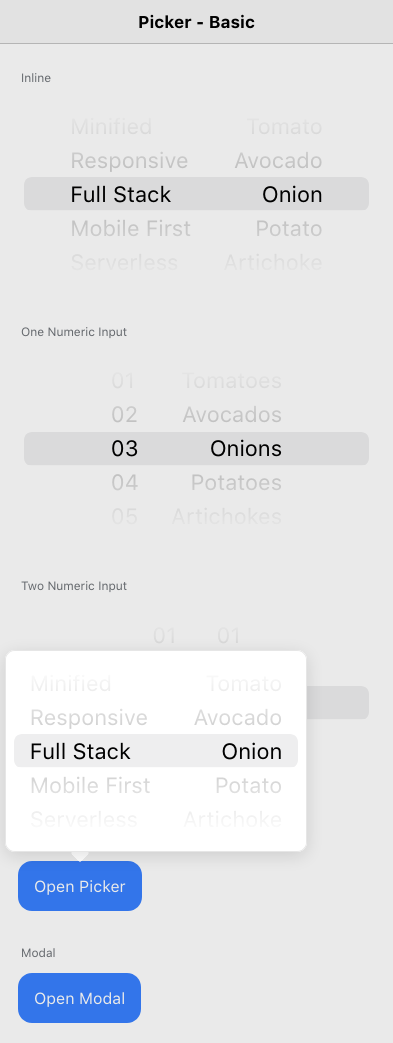 Picker - Basic
Inline
Minified Tomato
Responsive Avocado
Full Stack Onion
Mobile First Potato
Serverless Artichoke
One Numeric Input
01 Tomatoes
02 Avocados
03 Onions
04 Potatoes
05 Artichokes
Two Numeric Input
01 01
Minified Tomato
Responsive Avocado
Full Stack Onion
Mobile First Potato
Serverless Artichoke
Open Picker
Modal
Open Modal